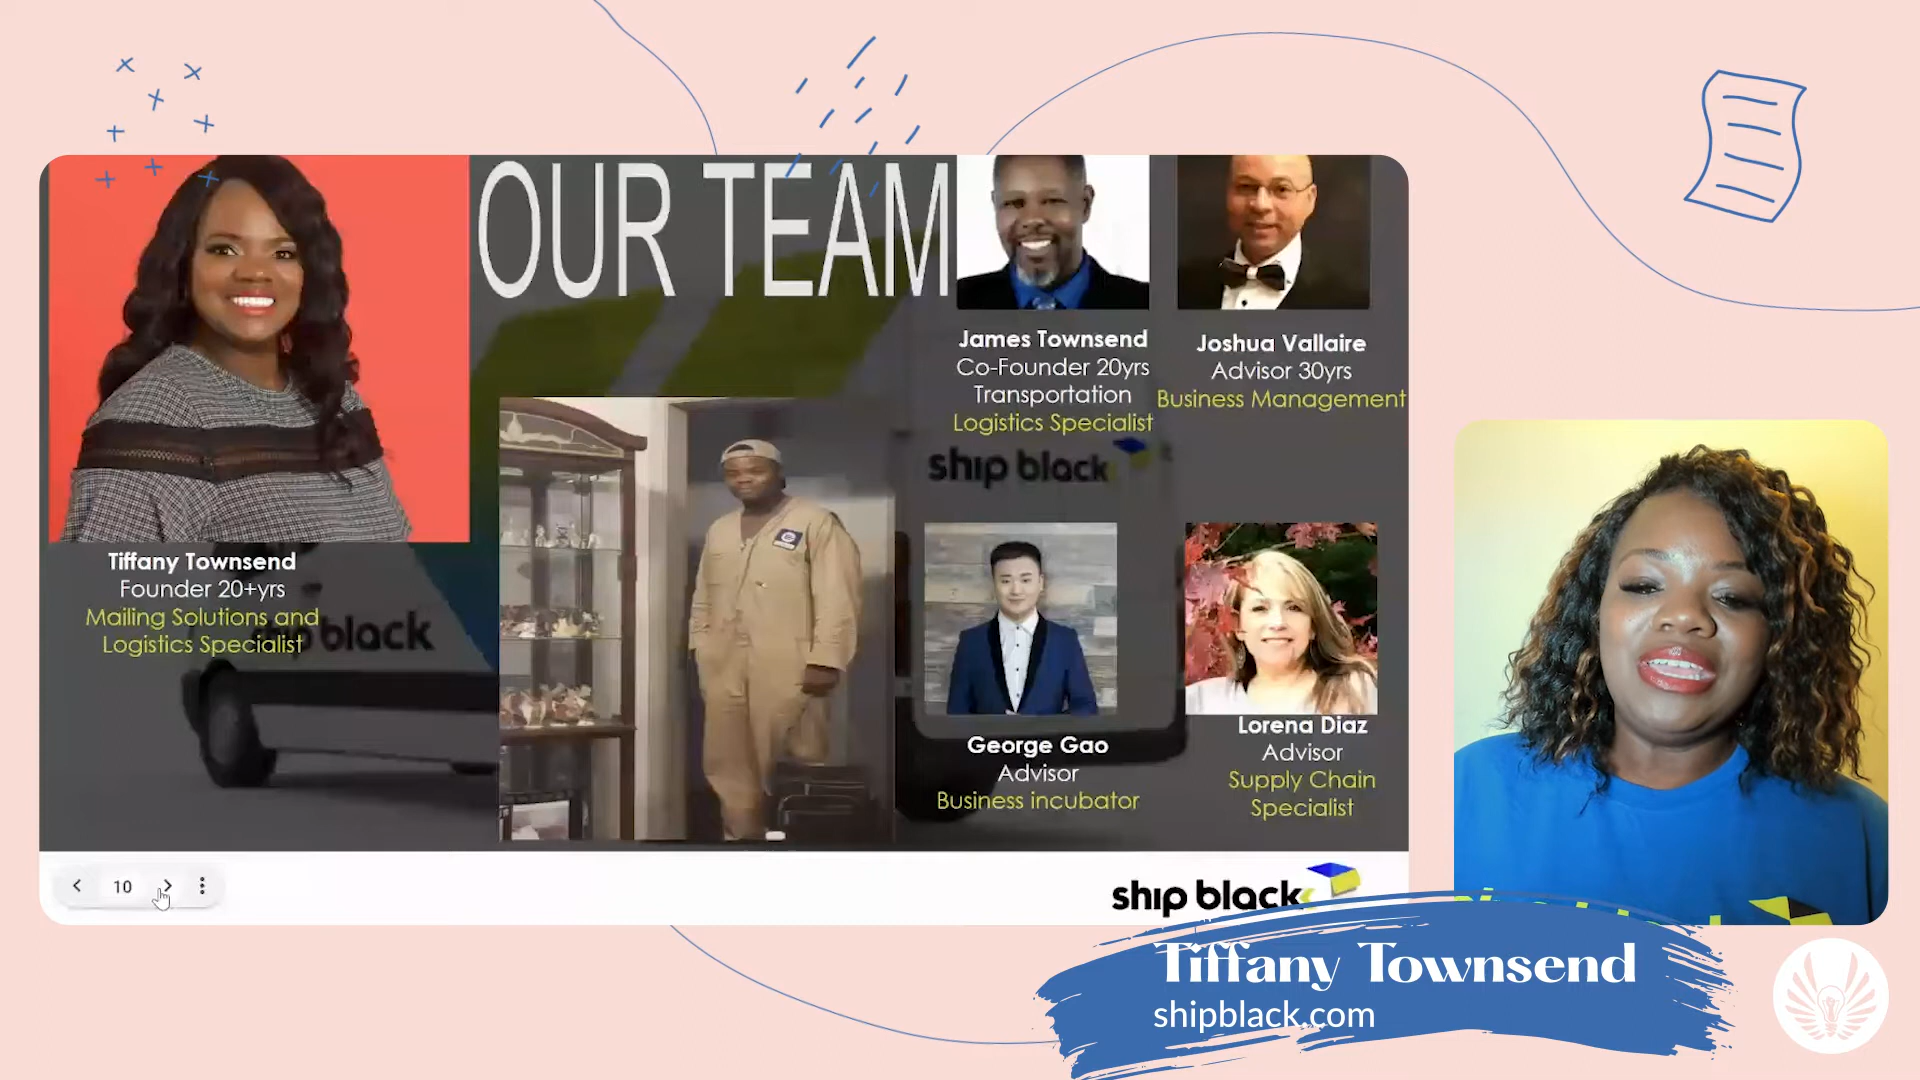 OUR TEAM
James Townsend
Co-Founder 20yrs
Transportation
Logistics Specialist
Joshua Vallaire
Advisor 30yrs
Business Management
ship black
Tiffany Townsend
Founder 20+yrs
Mailing Solutions and
Logistics Specialist
black
George Gao
Advisor
Business incubator
Lorena Diaz
Advisor
Supply Chain
Specialist
10
ship black
Tiffany Townsend
shipblack.com